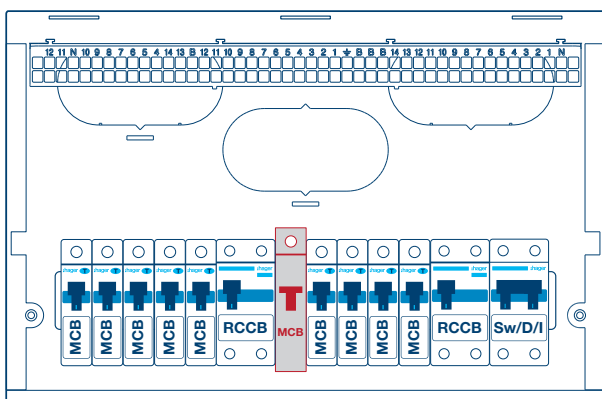 12 11 N 10 9 8 7 6 5 4 14 13 B 12 11 10 9 8 7 6 5 4 3 2 1 ⏚ B B B 14 13 12 11 10 9 8 7 6 5 4 3 2 1 N
:hager :hager :hager :hager :hager :hager :hager :hager :hager :hager :hager :hager
MCB MCB MCB MCB MCB RCCB MCB MCB MCB MCB MCB RCCB Sw/D/I